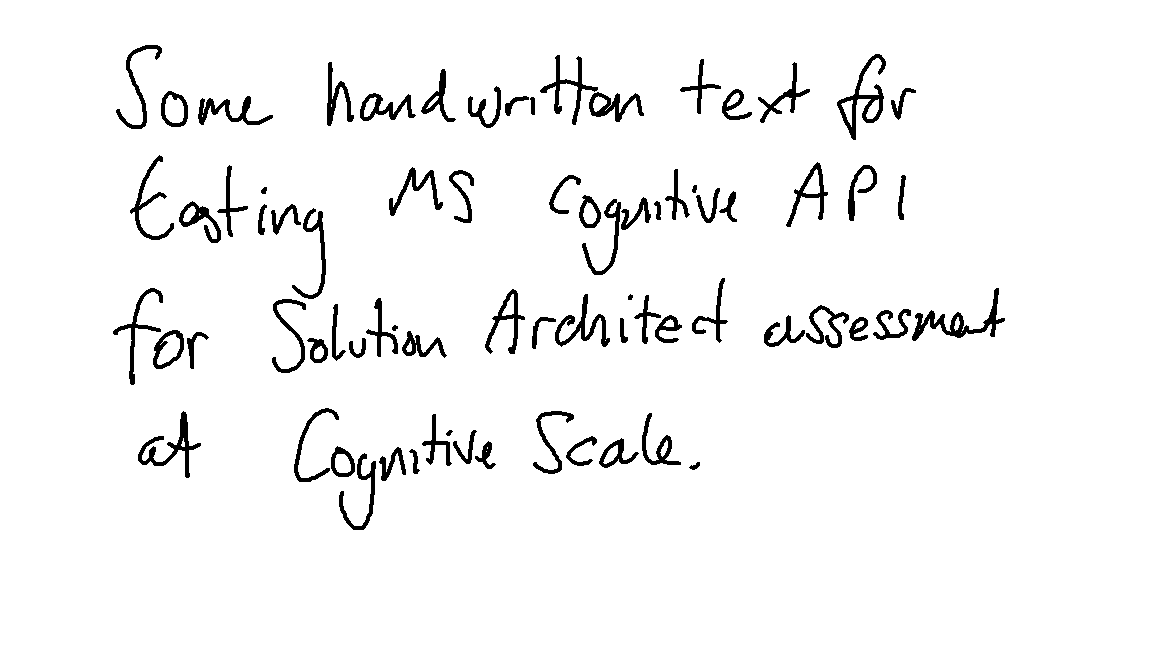 Some handwritten text for
testing MS Cognitive API
for Solution Architect assessment
at Cognitive Scale.